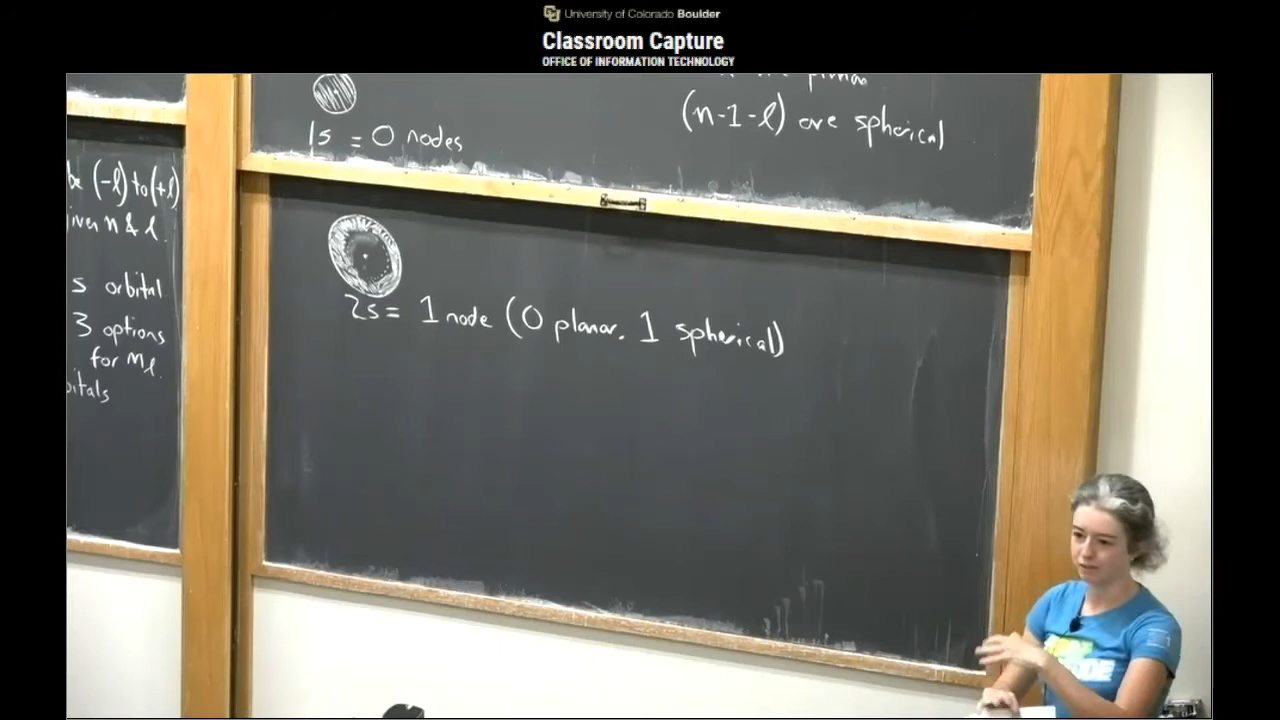 University of Colorado Boulder
Classroom Capture
OFFICE OF INFORMATION TECHNOLOGY
1s = 0 nodes
planar
(n-1-l) are spherical
(-l) to (+l)
n & l.
s orbital
3 options
for ml
2s = 1 node (0 planar, 1 spherical)